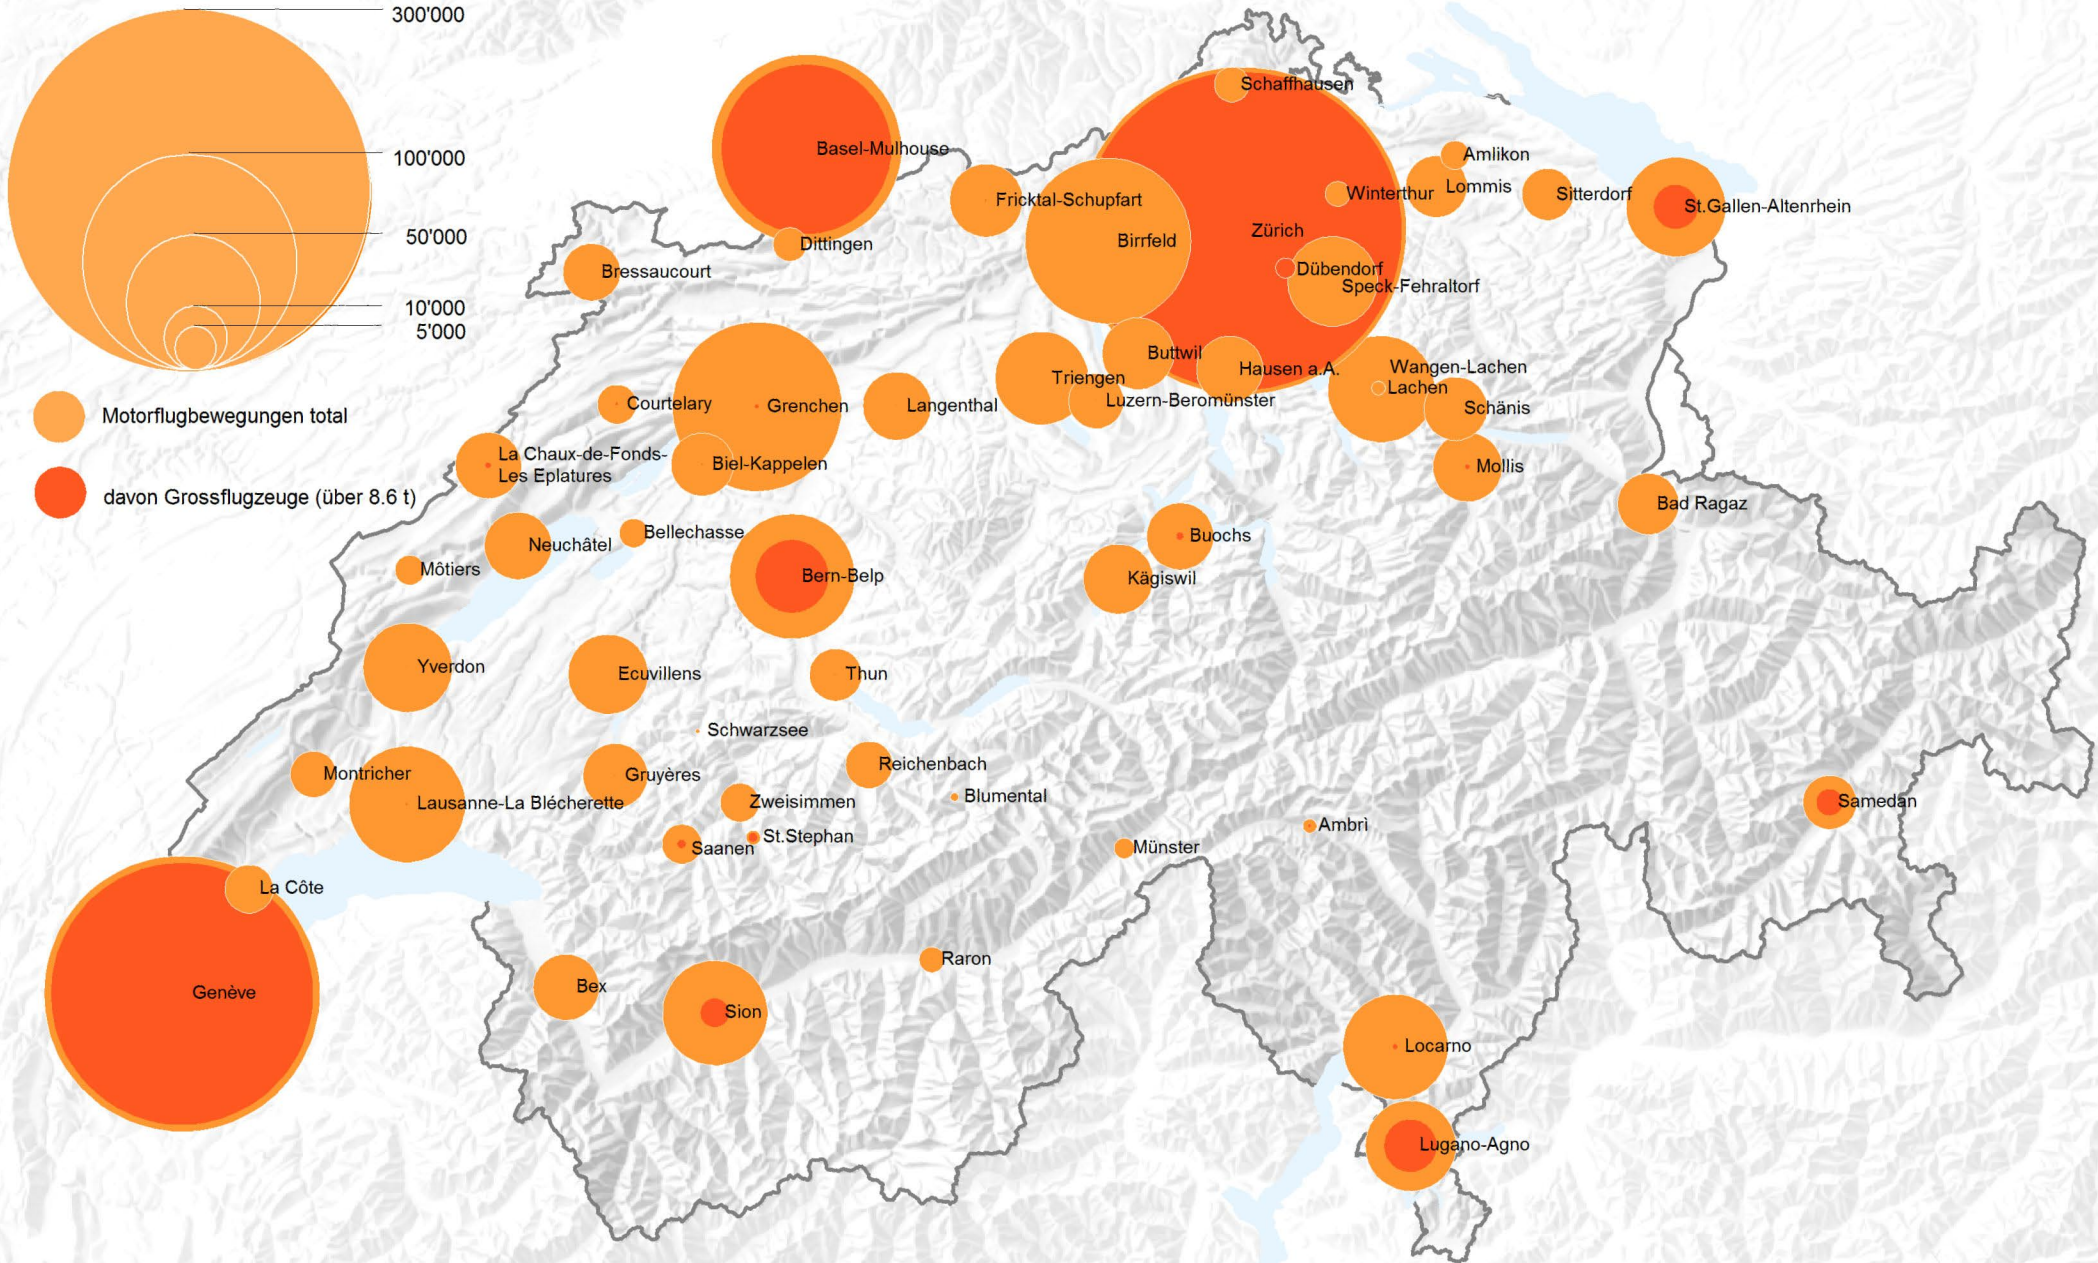 300'000
100'000
50'000
10'000
5'000
Motorflugbewegungen total
davon Grossflugzeuge (über 8.6 t)
Schaffhausen
Basel-Mulhouse
Amlikon
Lommis
Winterthur
Sitterdorf
Fricktal-Schupfart
St.Gallen-Altenrhein
Zürich
Birrfeld
Dittingen
Bressaucourt
Dübendorf
Speck-Fehraltorf
Buttwil
Hausen a.A.
Wangen-Lachen
Lachen
Triengen
Luzern-Beromünster
Schänis
Courtelary
Grenchen
Langenthal
La Chaux-de-Fonds-
Les Eplatures
Biel-Kappelen
Mollis
Bad Ragaz
Bellechasse
Neuchâtel
Buochs
Môtiers
Bern-Belp
Kägiswil
Yverdon
Ecuvillens
Thun
Schwarzsee
Reichenbach
Montricher
Gruyères
Lausanne-La Blécherette
Zweisimmen
Blumental
Samedan
Ambrì
St.Stephan
Saanen
Münster
La Côte
Raron
Bex
Genève
Sion
Locarno
Lugano-Agno